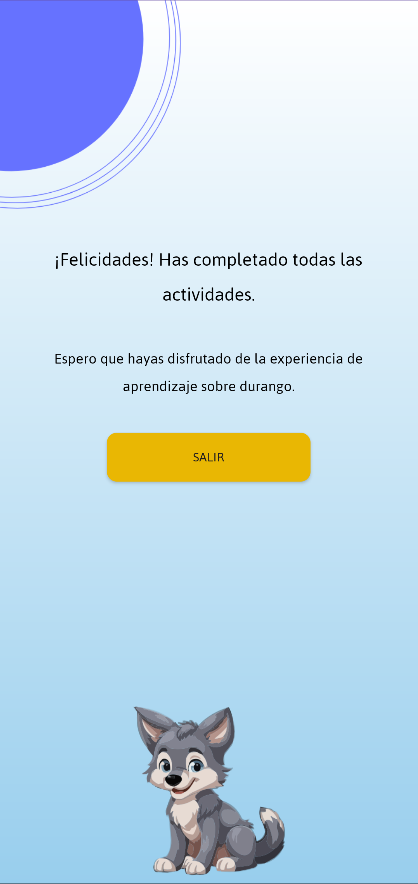 ¡Felicidades! Has completado todas las
actividades.
Espero que hayas disfrutado de la experiencia de
aprendizaje sobre durango.
SALIR